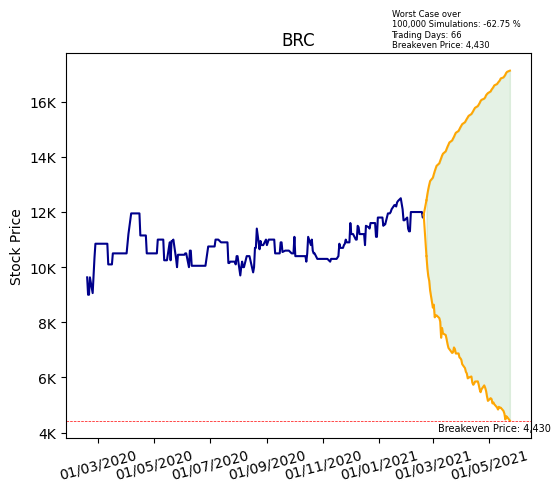 Worst Case over
100,000 Simulations: -62.75 %
Trading Days: 66
Breakeven Price: 4,430
BRC
Stock Price
16K
14K
12K
10K
8K
6K
4K
Breakeven Price: 4,430
01/03/2020
01/05/2020
01/07/2020
01/09/2020
01/11/2020
01/01/2021
01/03/2021
01/05/2021